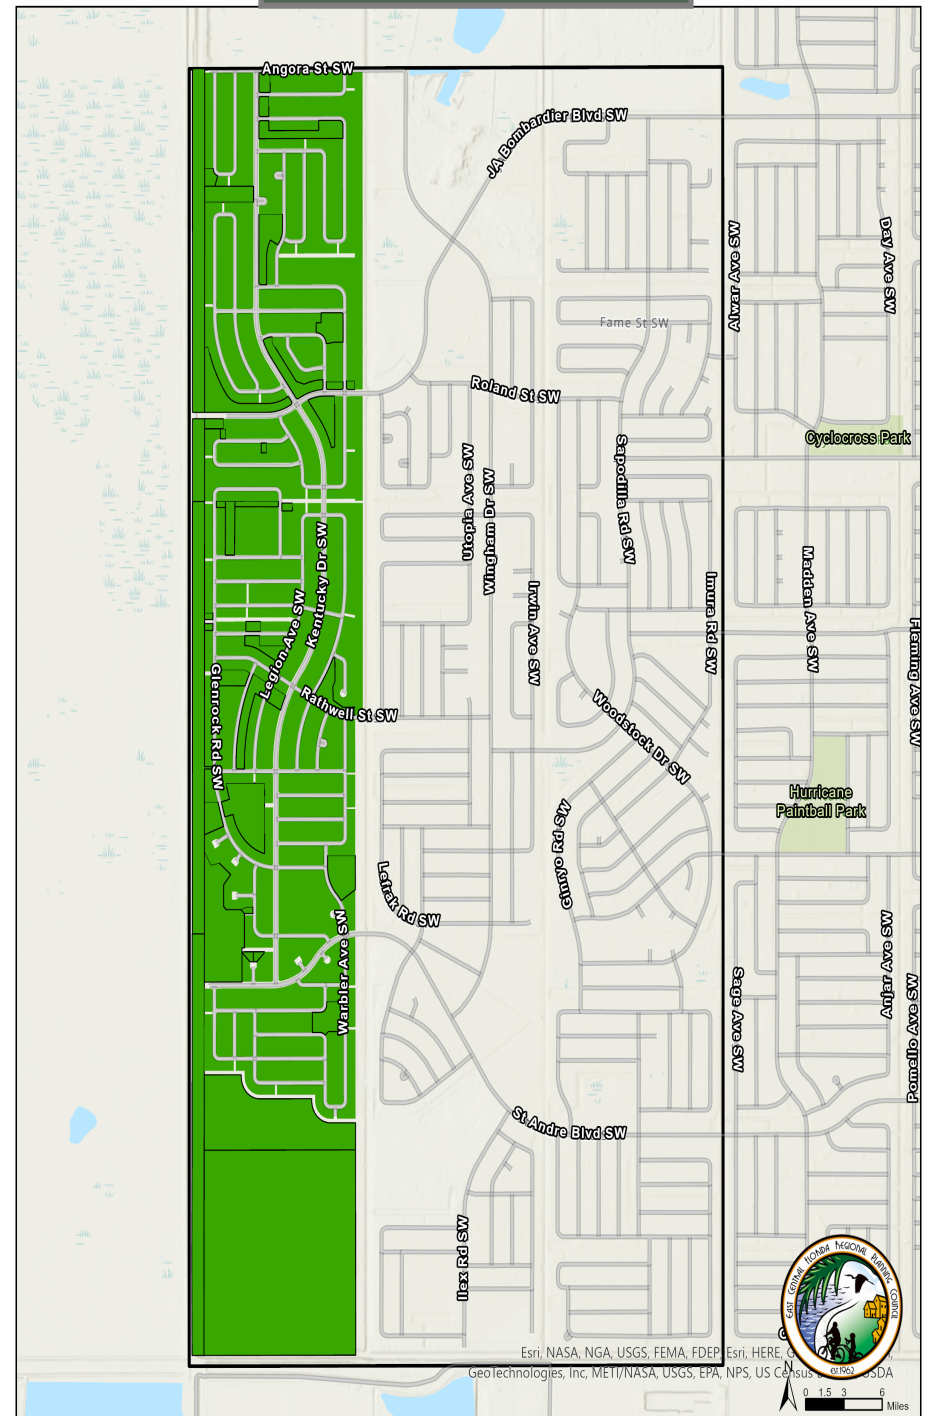 Angora St SW
JA Bombardier Blvd SW
Alwar Ave SW
Day Ave SW
Fame St SW
Roland St SW
Cyclocross Park
Sapodilla Rd SW
Utopia Ave SW
Wingham Dr SW
Kentucky Dr SW
Legion Ave SW
Irwin Ave SW
Imura Rd SW
Madden Ave SW
Fleming Ave SW
Glenrock Rd SW
Rathwell St SW
Woodstock Dr SW
Hurricane
Paintball Park
Ginryo Rd SW
Lefrak Rd SW
Warbler Ave SW
Sage Ave SW
Anjar Ave SW
Pomello Ave SW
St Andre Blvd SW
Ilex Rd SW
EAST CENTRAL FLORIDA REGIONAL PLANNING COUNCIL
EST.1962
Esri, NASA, NGA, USGS, FEMA, FDEP, Esri, HERE,
GeoTechnologies, Inc, METI/NASA, USGS, EPA, NPS, US Census USDA
N
0 1.5 3 6
Miles